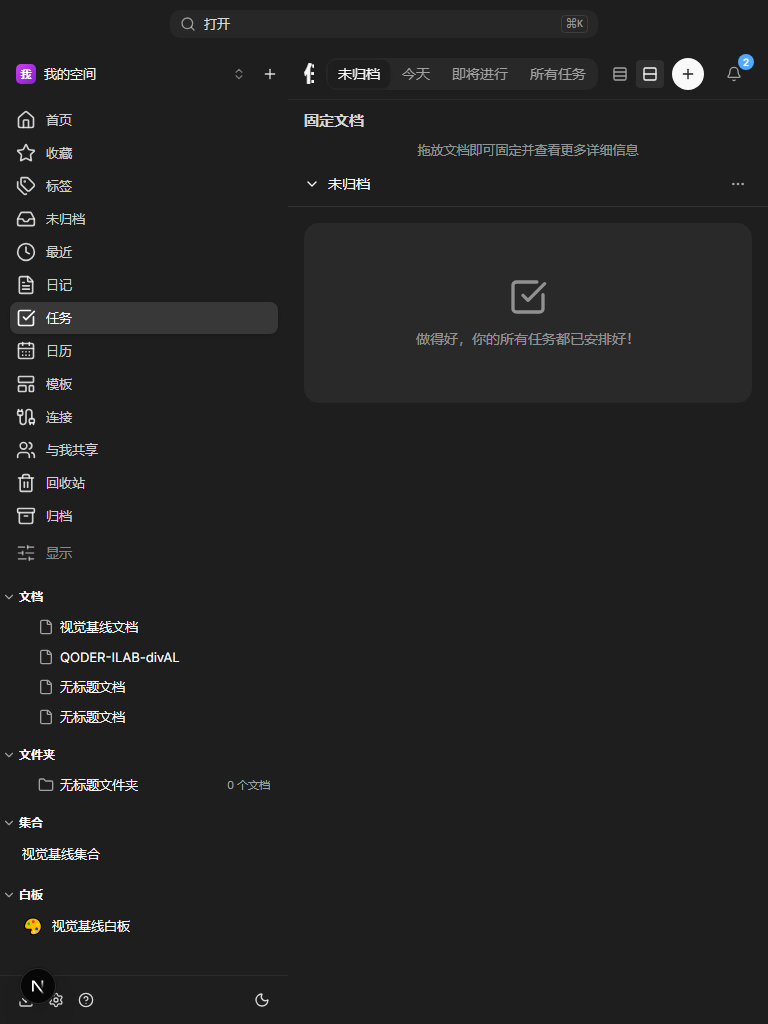 打开
⌘K
我 我的空间
未归档 今天 即将进行 所有任务
2
首页
收藏
标签
未归档
最近
日记
任务
日历
模板
连接
与我共享
回收站
归档
显示
文档
视觉基线文档
QODER-ILAB-divAL
无标题文档
无标题文档
文件夹
无标题文件夹 0 个文档
集合
视觉基线集合
白板
视觉基线白板
N
固定文档
拖放文档即可固定并查看更多详细信息
未归档
做得好，你的所有任务都已安排好！